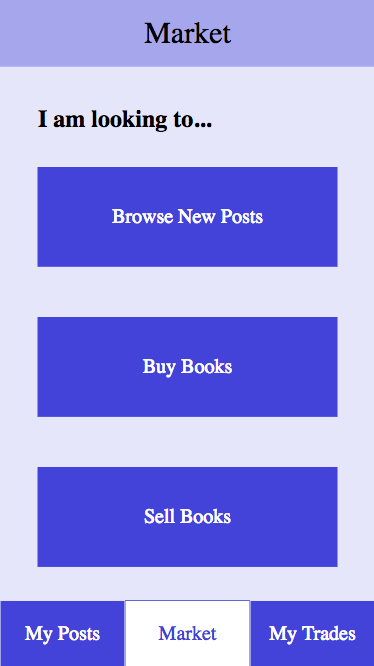 Market
I am looking to...
Browse New Posts
Buy Books
Sell Books
My Posts
Market
My Trades